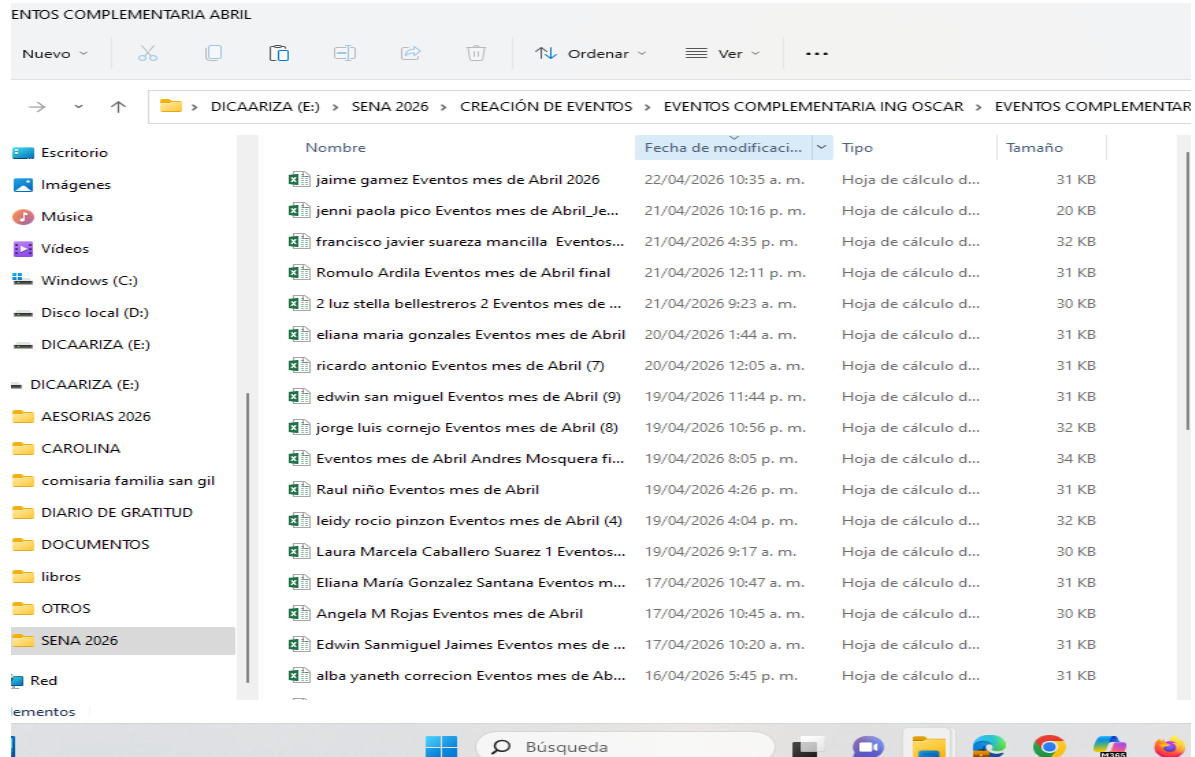 ENTOS COMPLEMENTARIA ABRIL
Nuevo
Ordenar
Ver
DICAARIZA (E:) > SENA 2026 > CREACIÓN DE EVENTOS > EVENTOS COMPLEMENTARIA ING OSCAR > EVENTOS COMPLEMENTAR
Escritorio
Imágenes
Música
Vídeos
Windows (C:)
Disco local (D:)
DICAARIZA (E:)
DICAARIZA (E:)
AESORIAS 2026
CAROLINA
comisaria familia san gil
DIARIO DE GRATITUD
DOCUMENTOS
libros
OTROS
SENA 2026
Red
Nombre Fecha de modificaci... Tipo Tamaño
jaime gamez Eventos mes de Abril 2026 22/04/2026 10:35 a. m. Hoja de cálculo d... 31 KB
jenni paola pico Eventos mes de Abril_Je... 21/04/2026 10:16 p. m. Hoja de cálculo d... 20 KB
francisco javier suareza mancilla  Eventos... 21/04/2026 4:35 p. m. Hoja de cálculo d... 32 KB
Romulo Ardila Eventos mes de Abril final 21/04/2026 12:11 p. m. Hoja de cálculo d... 31 KB
2 luz stella bellestreros 2 Eventos mes de ... 21/04/2026 9:23 a. m. Hoja de cálculo d... 30 KB
eliana maria gonzales Eventos mes de Abril 20/04/2026 1:44 a. m. Hoja de cálculo d... 31 KB
ricardo antonio Eventos mes de Abril (7) 20/04/2026 12:05 a. m. Hoja de cálculo d... 31 KB
edwin san miguel Eventos mes de Abril (9) 19/04/2026 11:44 p. m. Hoja de cálculo d... 31 KB
jorge luis cornejo Eventos mes de Abril (8) 19/04/2026 10:56 p. m. Hoja de cálculo d... 32 KB
Eventos mes de Abril Andres Mosquera fi... 19/04/2026 8:05 p. m. Hoja de cálculo d... 34 KB
Raul niño Eventos mes de Abril 19/04/2026 4:26 p. m. Hoja de cálculo d... 31 KB
leidy rocio pinzon Eventos mes de Abril (4) 19/04/2026 4:04 p. m. Hoja de cálculo d... 32 KB
Laura Marcela Caballero Suarez 1 Eventos... 19/04/2026 9:17 a. m. Hoja de cálculo d... 30 KB
Eliana María Gonzalez Santana Eventos m... 17/04/2026 10:47 a. m. Hoja de cálculo d... 31 KB
Angela M Rojas Eventos mes de Abril 17/04/2026 10:45 a. m. Hoja de cálculo d... 30 KB
Edwin Sanmiguel Jaimes Eventos mes de ... 17/04/2026 10:20 a. m. Hoja de cálculo d... 31 KB
alba yaneth correcion Eventos mes de Ab... 16/04/2026 5:45 p. m. Hoja de cálculo d... 31 KB
lementos
Búsqueda
M365